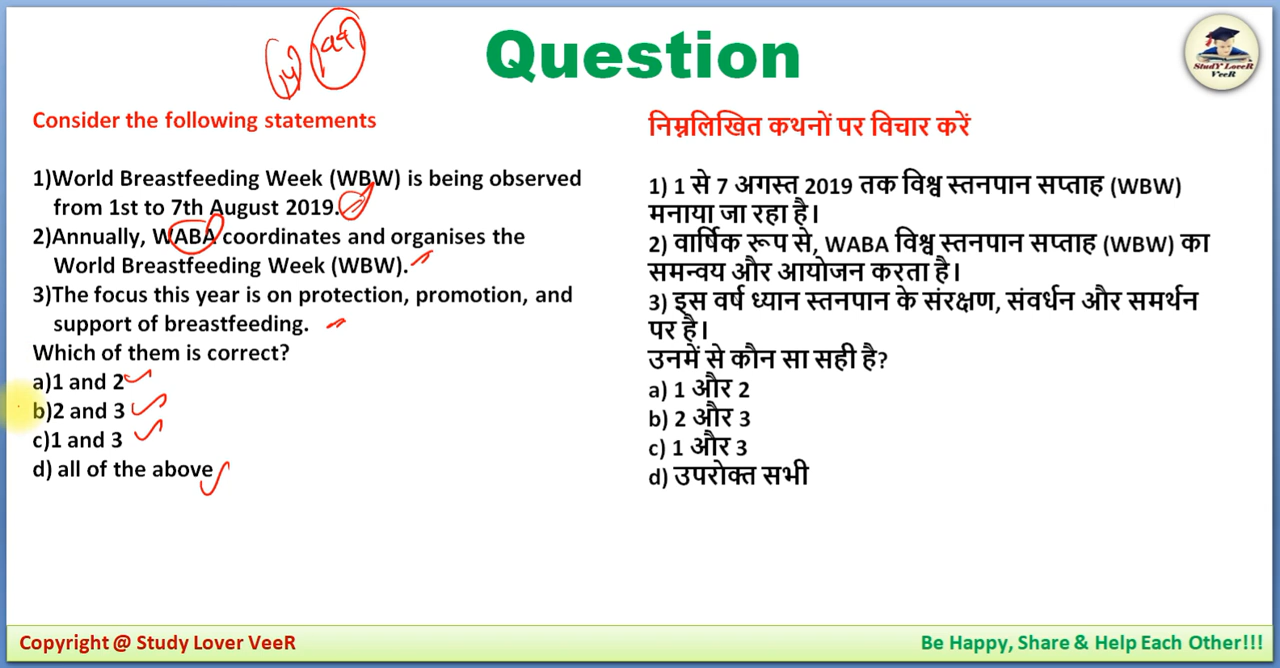 Question
StudY LoveR
VeeR
Consider the following statements
1)World Breastfeeding Week (WBW) is being observed
from 1st to 7th August 2019.
2)Annually, WABA coordinates and organises the
World Breastfeeding Week (WBW).
3)The focus this year is on protection, promotion, and
support of breastfeeding.
Which of them is correct?
a)1 and 2
b)2 and 3
c)1 and 3
d) all of the above
निम्नलिखित कथनों पर विचार करें
1) 1 से 7 अगस्त 2019 तक विश्व स्तनपान सप्ताह (WBW)
मनाया जा रहा है।
2) वार्षिक रूप से, WABA विश्व स्तनपान सप्ताह (WBW) का
समन्वय और आयोजन करता है।
3) इस वर्ष ध्यान स्तनपान के संरक्षण, संवर्धन और समर्थन
पर है।
उनमें से कौन सा सही है?
a) 1 और 2
b) 2 और 3
c) 1 और 3
d) उपरोक्त सभी
Copyright @ Study Lover VeeR
Be Happy, Share & Help Each Other!!!